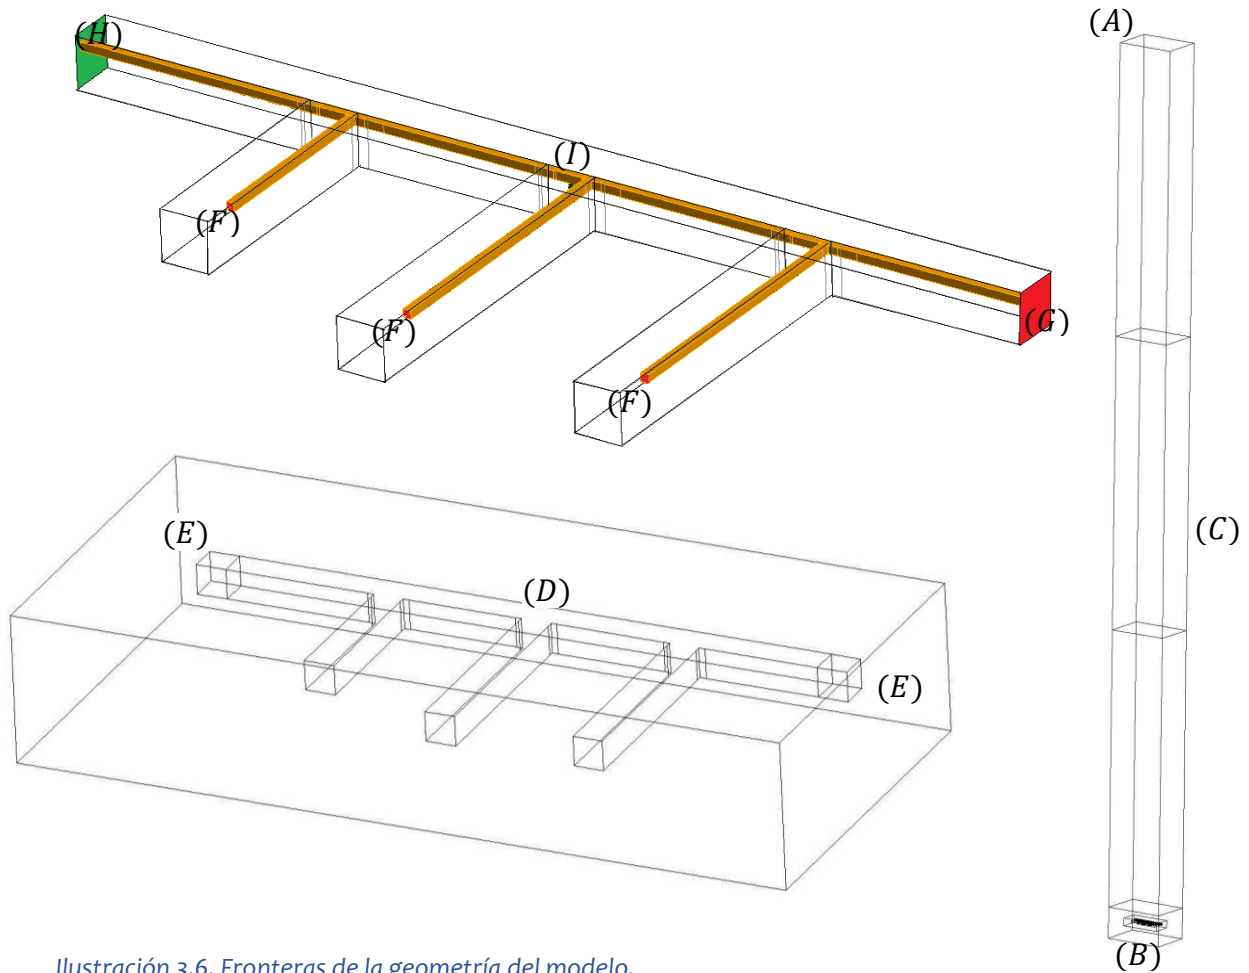 (H)
(I)
(F)
(F)
(F)
(G)
(E)
(D)
(E)
(A)
(C)
(B)
Ilustración 3.6. Fronteras de la geometría del modelo.